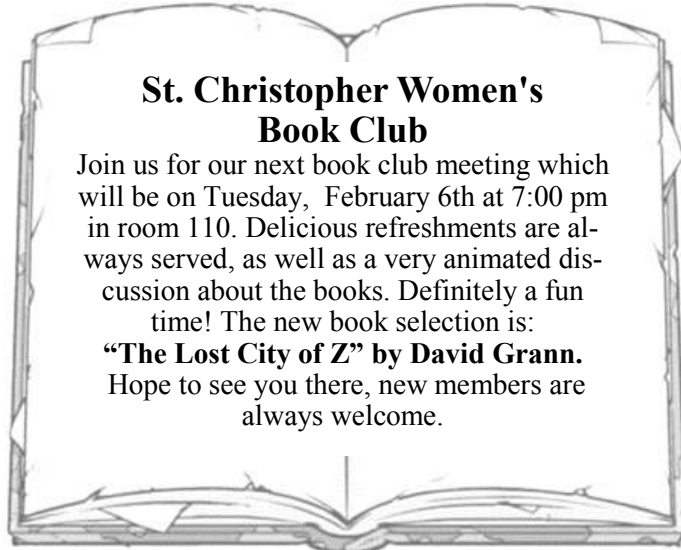 St. Christopher Women's
Book Club
Join us for our next book club meeting which
will be on Tuesday,  February 6th at 7:00 pm
in room 110. Delicious refreshments are al-
ways served, as well as a very animated dis-
cussion about the books. Definitely a fun
time! The new book selection is:
“The Lost City of Z” by David Grann.
Hope to see you there, new members are
always welcome.